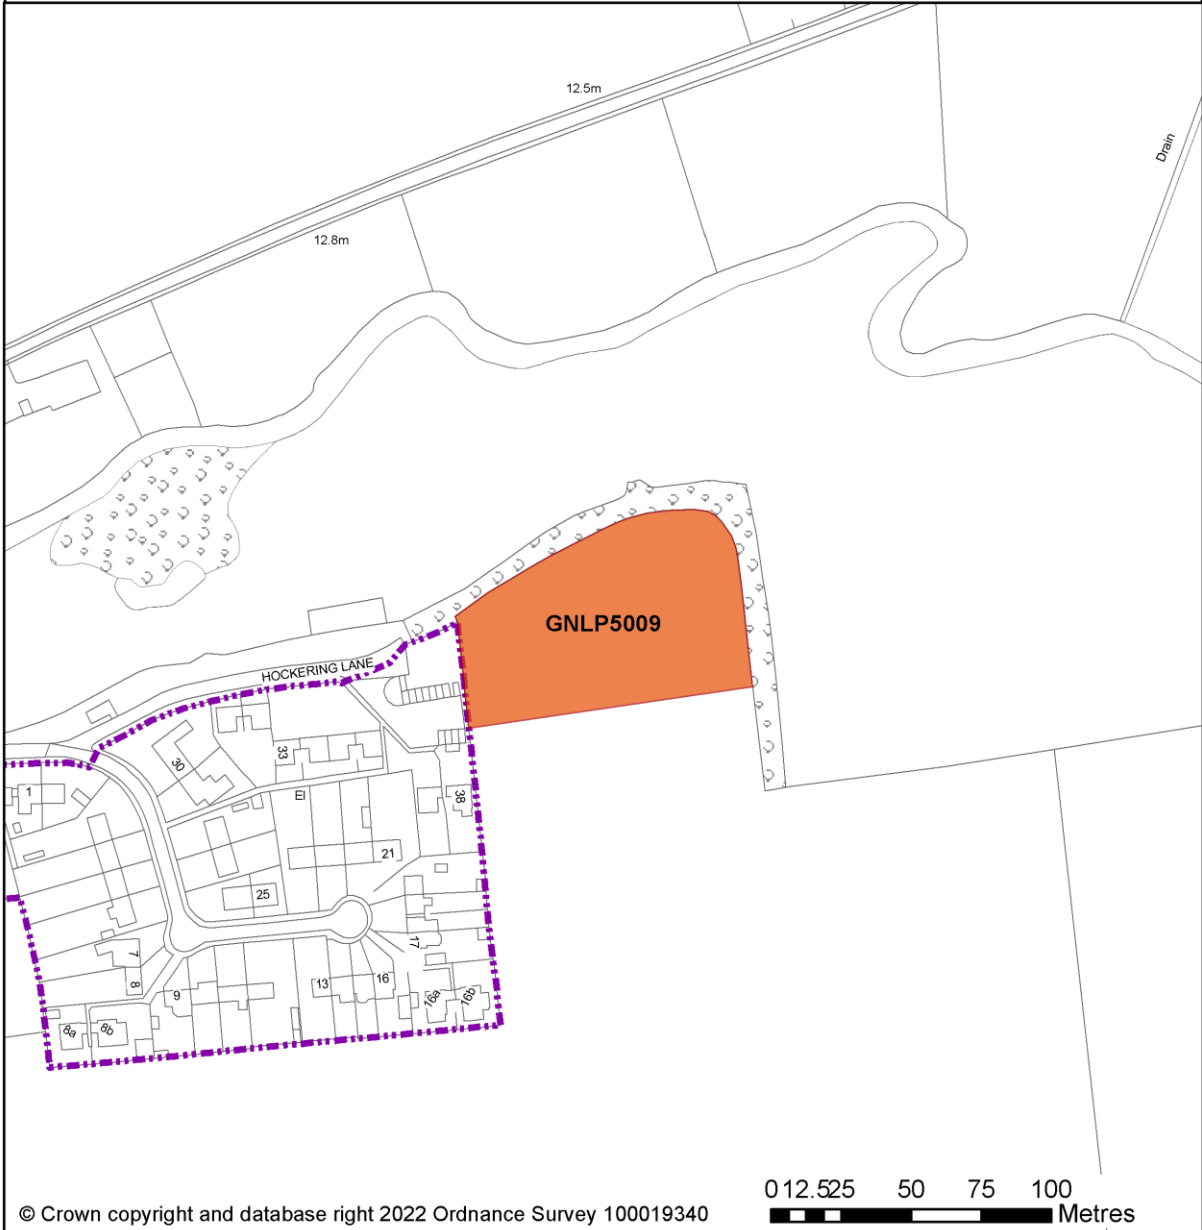 12.5m
Drain
12.8m
GNLP5009
HOCKERING LANE
33
30
1
El
38
21
25
17
7
8
9
13
16
16a
16b
8a
8b
0 12.5 25 50 75 100
Metres
© Crown copyright and database right 2022 Ordnance Survey 100019340